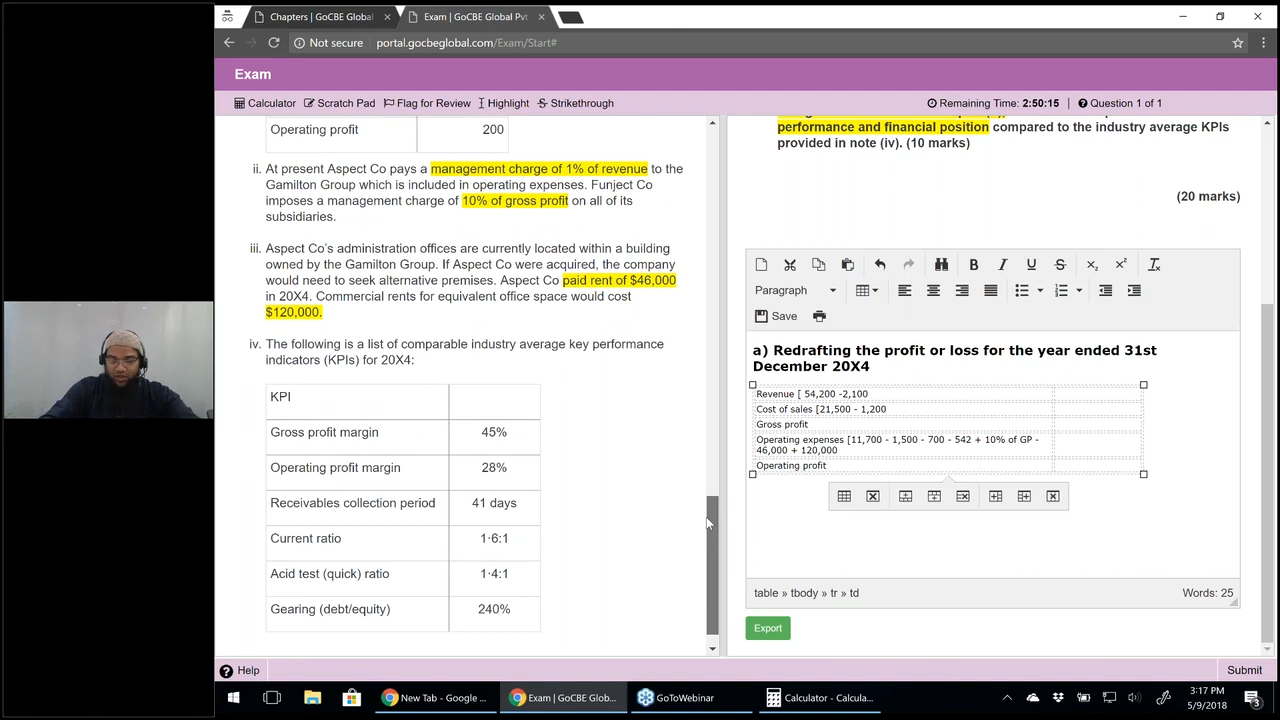 Chapters | GoCBE Global
Exam | GoCBE Global Pvt
Not secure
portal.gocbeglobal.com/Exam/Start#
Exam
Calculator
Scratch Pad
Flag for Review
Highlight
Strikethrough
Remaining Time: 2:50:15
Question 1 of 1
Operating profit 200
ii. At present Aspect Co pays a management charge of 1% of revenue to the
Gamilton Group which is included in operating expenses. Funject Co
imposes a management charge of 10% of gross profit on all of its
subsidiaries.
iii. Aspect Co's administration offices are currently located within a building
owned by the Gamilton Group. If Aspect Co were acquired, the company
would need to seek alternative premises. Aspect Co paid rent of $46,000
in 20X4. Commercial rents for equivalent office space would cost
$120,000.
iv. The following is a list of comparable industry average key performance
indicators (KPIs) for 20X4:
KPI
Gross profit margin 45%
Operating profit margin 28%
Receivables collection period 41 days
Current ratio 1·6:1
Acid test (quick) ratio 1·4:1
Gearing (debt/equity) 240%
performance and financial position compared to the industry average KPIs
provided in note (iv). (10 marks)
(20 marks)
Paragraph
Save
a) Redrafting the profit or loss for the year ended 31st
December 20X4
Revenue [ 54,200 -2,100
Cost of sales [21,500 - 1,200
Gross profit
Operating expenses [11,700 - 1,500 - 700 - 542 + 10% of GP -
46,000 + 120,000
Operating profit
table » tbody » tr » td
Words: 25
Export
Help
Submit
New Tab - Google ...
Exam | GoCBE Glob...
GoToWebinar
Calculator - Calcula...
3:17 PM
5/9/2018
3